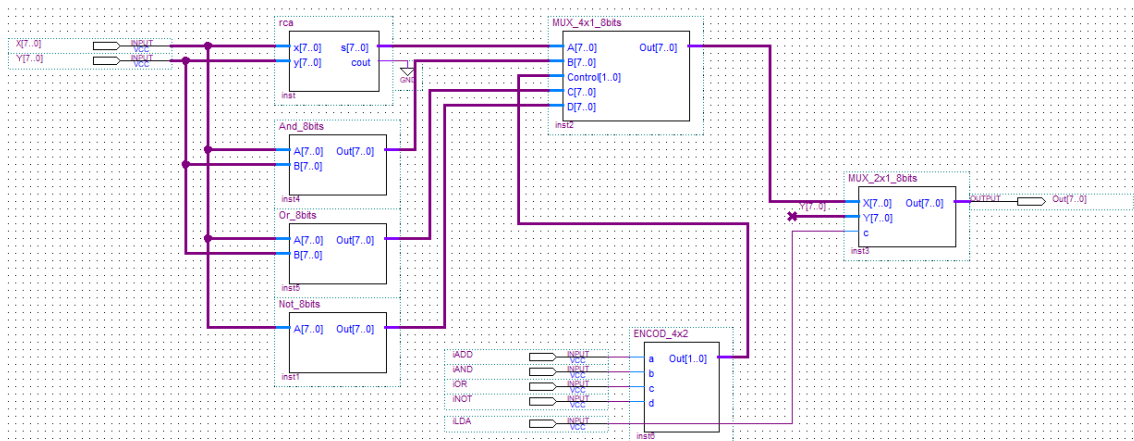 X[7..0] INPUT VCC
Y[7..0] INPUT VCC
rca
x[7..0] s[7..0]
y[7..0] cout
GND
inst
And_8bits
A[7..0] Out[7..0]
B[7..0]
inst4
Or_8bits
A[7..0] Out[7..0]
B[7..0]
inst5
Not_8bits
A[7..0] Out[7..0]
inst1
MUX_4x1_8bits
A[7..0] Out[7..0]
B[7..0]
Control[1..0]
C[7..0]
D[7..0]
inst2
MUX_2x1_8bits
Y[7..0]
X[7..0] Out[7..0]
Y[7..0]
c
inst3
OUTPUT Out[7..0]
ENCOD_4x2
iADD INPUT VCC a Out[1..0]
iAND INPUT VCC b
iOR INPUT VCC c
iNOT INPUT VCC d
iLDA INPUT VCC
inst6